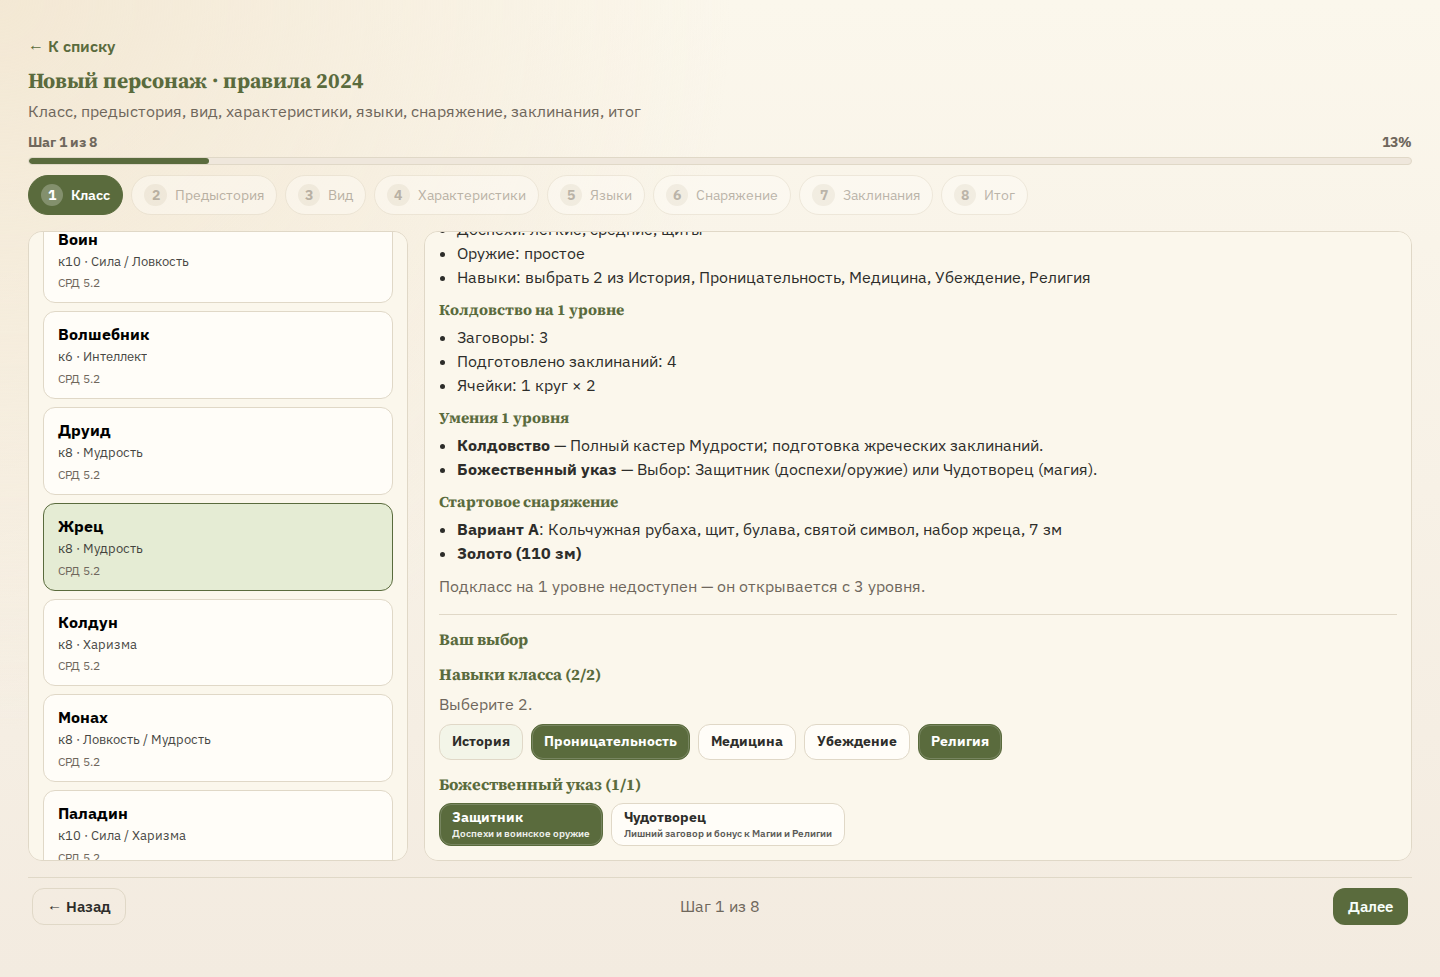 ← К списку
Новый персонаж · правила 2024
Класс, предыстория, вид, характеристики, языки, снаряжение, заклинания, итог
Шаг 1 из 8
13%
1 Класс
2 Предыстория
3 Вид
4 Характеристики
5 Языки
6 Снаряжение
7 Заклинания
8 Итог
Воин
к10 · Сила / Ловкость
СРД 5.2
Волшебник
к6 · Интеллект
СРД 5.2
Друид
к8 · Мудрость
СРД 5.2
Жрец
к8 · Мудрость
СРД 5.2
Колдун
к8 · Харизма
СРД 5.2
Монах
к8 · Ловкость / Мудрость
СРД 5.2
Паладин
к10 · Сила / Харизма
СРД 5.2
Доспехи: лёгкие, средние, щиты
Оружие: простое
Навыки: выбрать 2 из История, Проницательность, Медицина, Убеждение, Религия
Колдовство на 1 уровне
Заговоры: 3
Подготовлено заклинаний: 4
Ячейки: 1 круг × 2
Умения 1 уровня
Колдовство — Полный кастер Мудрости; подготовка жреческих заклинаний.
Божественный указ — Выбор: Защитник (доспехи/оружие) или Чудотворец (магия).
Стартовое снаряжение
Вариант A: Кольчужная рубаха, щит, булава, святой символ, набор жреца, 7 зм
Золото (110 зм)
Подкласс на 1 уровне недоступен — он открывается с 3 уровня.
Ваш выбор
Навыки класса (2/2)
Выберите 2.
История
Проницательность
Медицина
Убеждение
Религия
Божественный указ (1/1)
Защитник
Доспехи и воинское оружие
Чудотворец
Лишний заговор и бонус к Магии и Религии
← Назад
Шаг 1 из 8
Далее